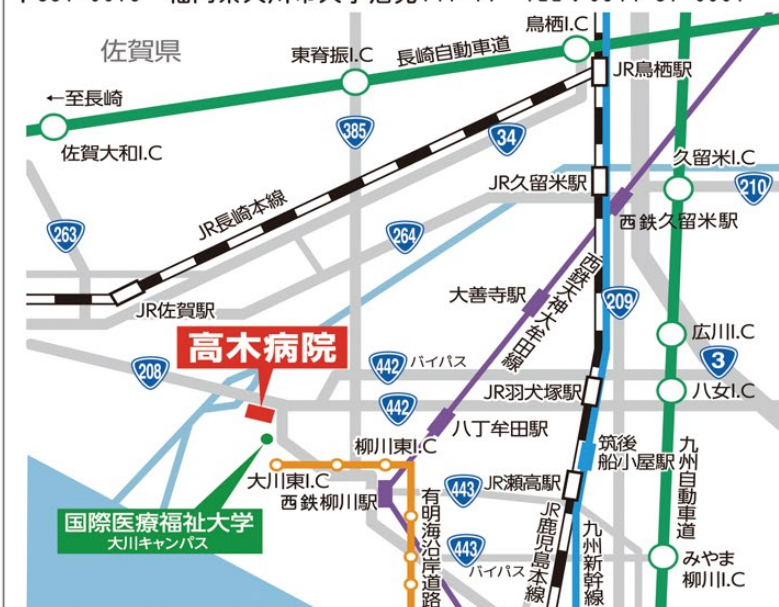 佐賀県
鳥栖I.C
東脊振I.C
長崎自動車道
JR鳥栖駅
←至長崎
佐賀大和I.C
385
34
久留米I.C
JR久留米駅
210
西鉄久留米駅
263
JR長崎本線
264
大善寺駅
西鉄天神大牟田線
209
JR佐賀駅
広川I.C
高木病院
3
208
442
バイパス
JR羽犬塚駅
八女I.C
442
八丁牟田駅
柳川東I.C
筑後
船小屋駅
九州自動車道
大川東I.C
西鉄柳川駅
443
JR瀬高駅
国際医療福祉大学
大川キャンパス
有明海沿岸道路
443
バイパス
JR鹿児島本線
九州新幹線
みやま
柳川I.C